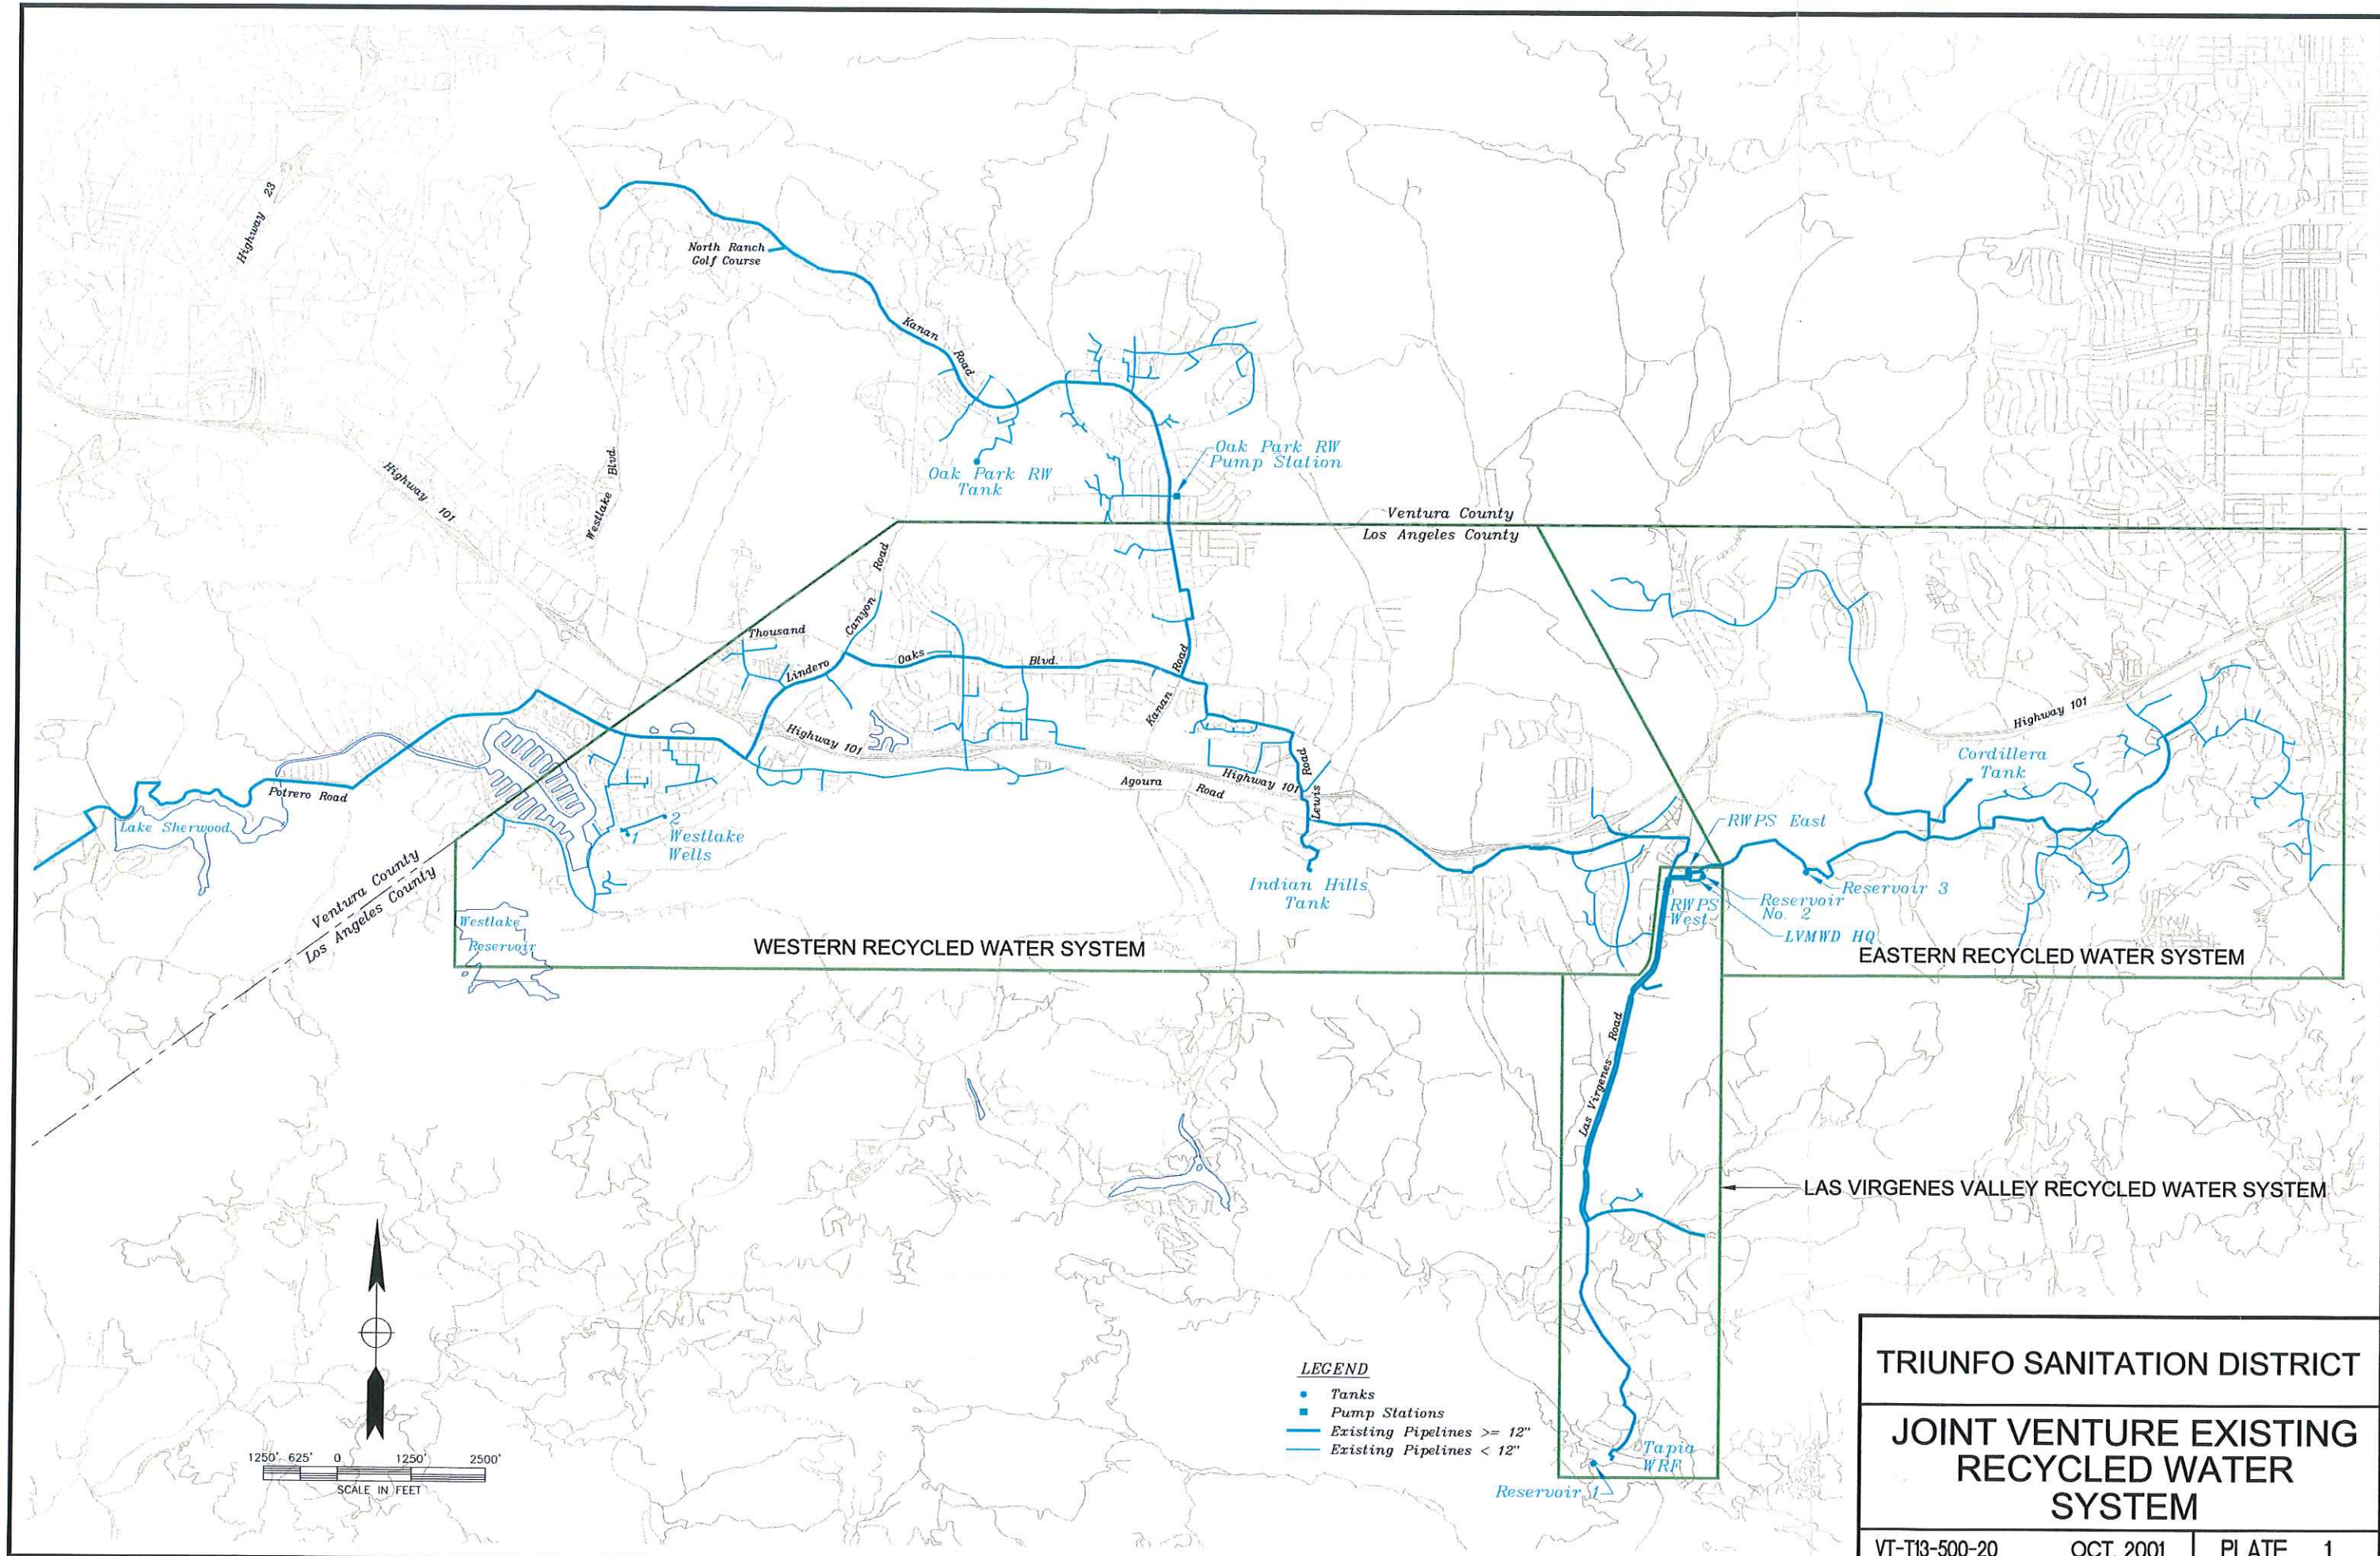 Highway 23
North Ranch
Golf Course
Kanan
Road
Oak Park RW
Pump Station
Oak Park RW
Tank
Highway 101
Westlake Blvd.
Ventura County
Los Angeles County
Thousand
Oaks
Blvd.
Lindero
Canyon
Road
Kanan
Road
Highway 101
Highway 101
Cordillera
Tank
Highway 101
Lewis
Road
Agoura
Road
Potrero Road
Lake Sherwood
1
2
Westlake
Wells
RWPS East
Indian Hills
Tank
Reservoir 3
Reservoir
No. 2
RWPS
West
LVMWD HQ
Ventura County
Los Angeles County
Westlake
Reservoir
WESTERN RECYCLED WATER SYSTEM
EASTERN RECYCLED WATER SYSTEM
Las Virgenes Road
LAS VIRGENES VALLEY RECYCLED WATER SYSTEM
LEGEND
Tanks
Pump Stations
Existing Pipelines >= 12"
Existing Pipelines < 12"
Tapia
WRF
Reservoir 1
1250' 625' 0 1250' 2500'
SCALE IN FEET
TRIUNFO SANITATION DISTRICT
JOINT VENTURE EXISTING
RECYCLED WATER
SYSTEM
VT-T13-500-20 OCT. 2001 PLATE 1